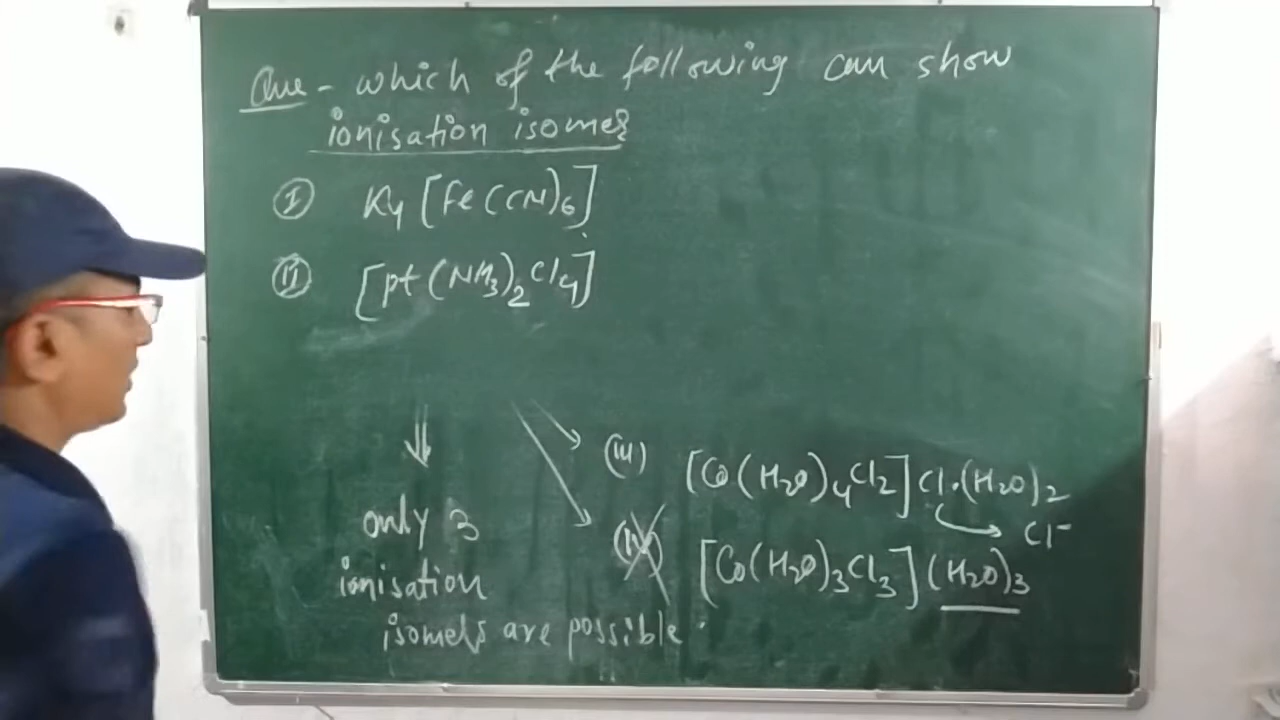 Que - which of the following can show
ionisation isomer
(I) K4 [Fe(CN)6]
(II) [pt(NH3)2Cl4]
(III) [Co(H2O)4Cl2]Cl.(H2O)2
Cl-
(IV) [Co(H2O)3Cl3](H2O)3
only 3
ionisation
isomers are possible.